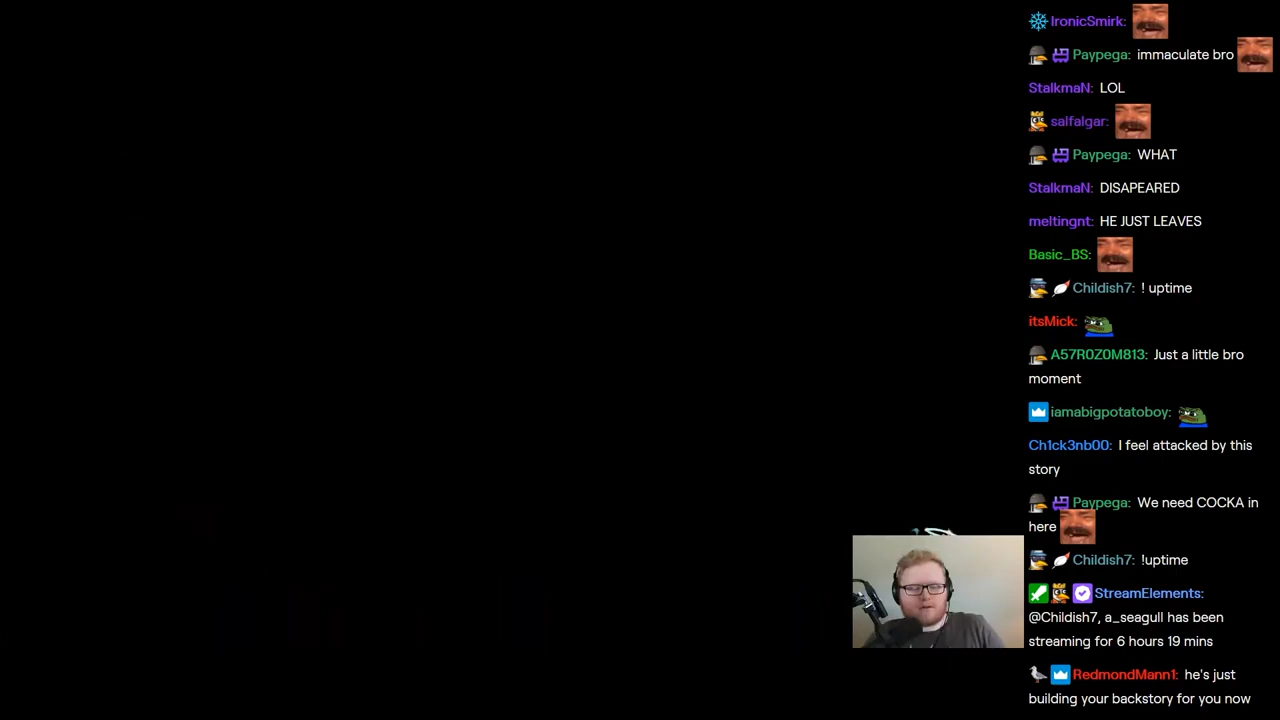 IronicSmirk:
Paypega: immaculate bro
StalkmaN: LOL
salfalgar:
Paypega: WHAT
StalkmaN: DISAPEARED
meltingnt: HE JUST LEAVES
Basic_BS:
Childish7: ! uptime
itsMick:
A57R0Z0M813: Just a little bro
moment
iamabigpotatoboy:
Ch1ck3nb00: I feel attacked by this
story
Paypega: We need COCKA in
here
Childish7: !uptime
StreamElements:
@Childish7, a_seagull has been
streaming for 6 hours 19 mins
RedmondMann1: he's just
building your backstory for you now